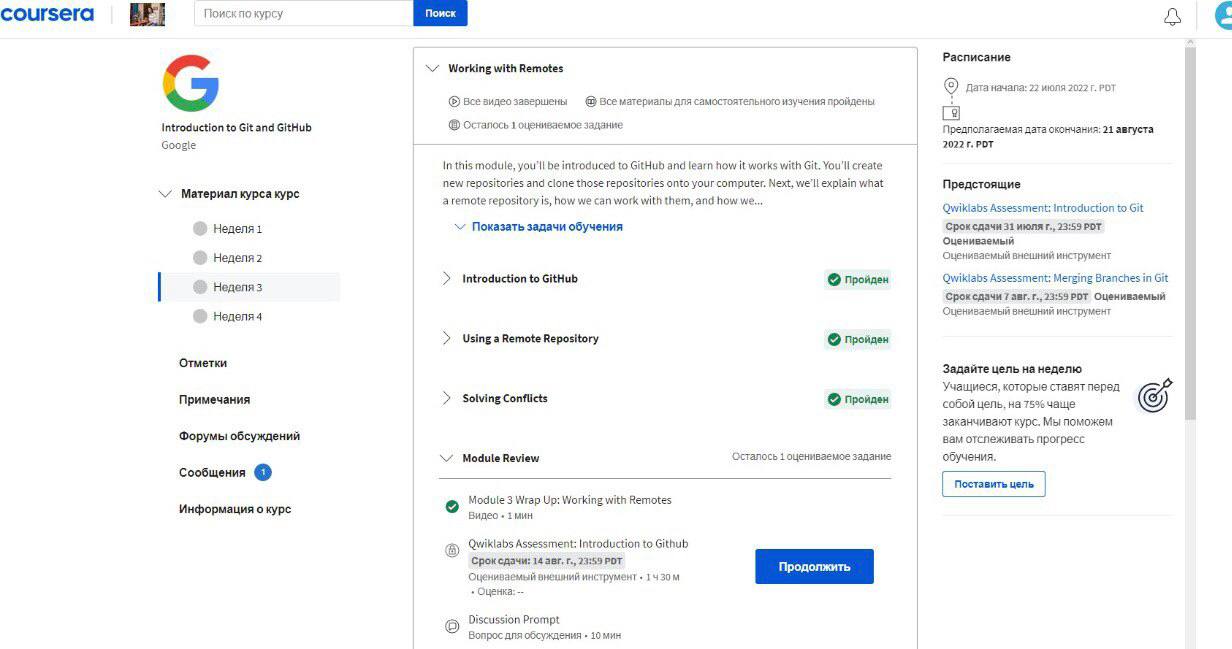 coursera
Поиск по курсу
Поиск
Introduction to Git and GitHub
Google
Материал курса курс
Неделя 1
Неделя 2
Неделя 3
Неделя 4
Отметки
Примечания
Форумы обсуждений
Сообщения 1
Информация о курсе
Working with Remotes
Все видео завершены Все материалы для самостоятельного изучения пройдены
Осталось 1 оцениваемое задание
In this module, you'll be introduced to GitHub and learn how it works with Git. You'll create
new repositories and clone those repositories onto your computer. Next, we'll explain what
a remote repository is, how we can work with them, and how we...
Показать задачи обучения
Introduction to GitHub Пройден
Using a Remote Repository Пройден
Solving Conflicts Пройден
Module Review Осталось 1 оцениваемое задание
Module 3 Wrap Up: Working with Remotes
Видео • 1 мин
Qwiklabs Assessment: Introduction to Github
Срок сдачи: 14 авг. г., 23:59 PDT
Оцениваемый внешний инструмент • 1 ч 30 м
• Оценка: --
Продолжить
Discussion Prompt
Вопрос для обсуждения • 10 мин
Расписание
Дата начала: 22 июля 2022 г. PDT
Предполагаемая дата окончания: 21 августа
2022 г. PDT
Предстоящие
Qwiklabs Assessment: Introduction to Git
Срок сдачи 31 июля г., 23:59 PDT
Оцениваемый
Оцениваемый внешний инструмент
Qwiklabs Assessment: Merging Branches in Git
Срок сдачи 7 авг. г., 23:59 PDT Оцениваемый
Оцениваемый внешний инструмент
Задайте цель на неделю
Учащиеся, которые ставят перед
собой цель, на 75% чаще
заканчивают курс. Мы поможем
вам отслеживать прогресс
обучения.
Поставить цель